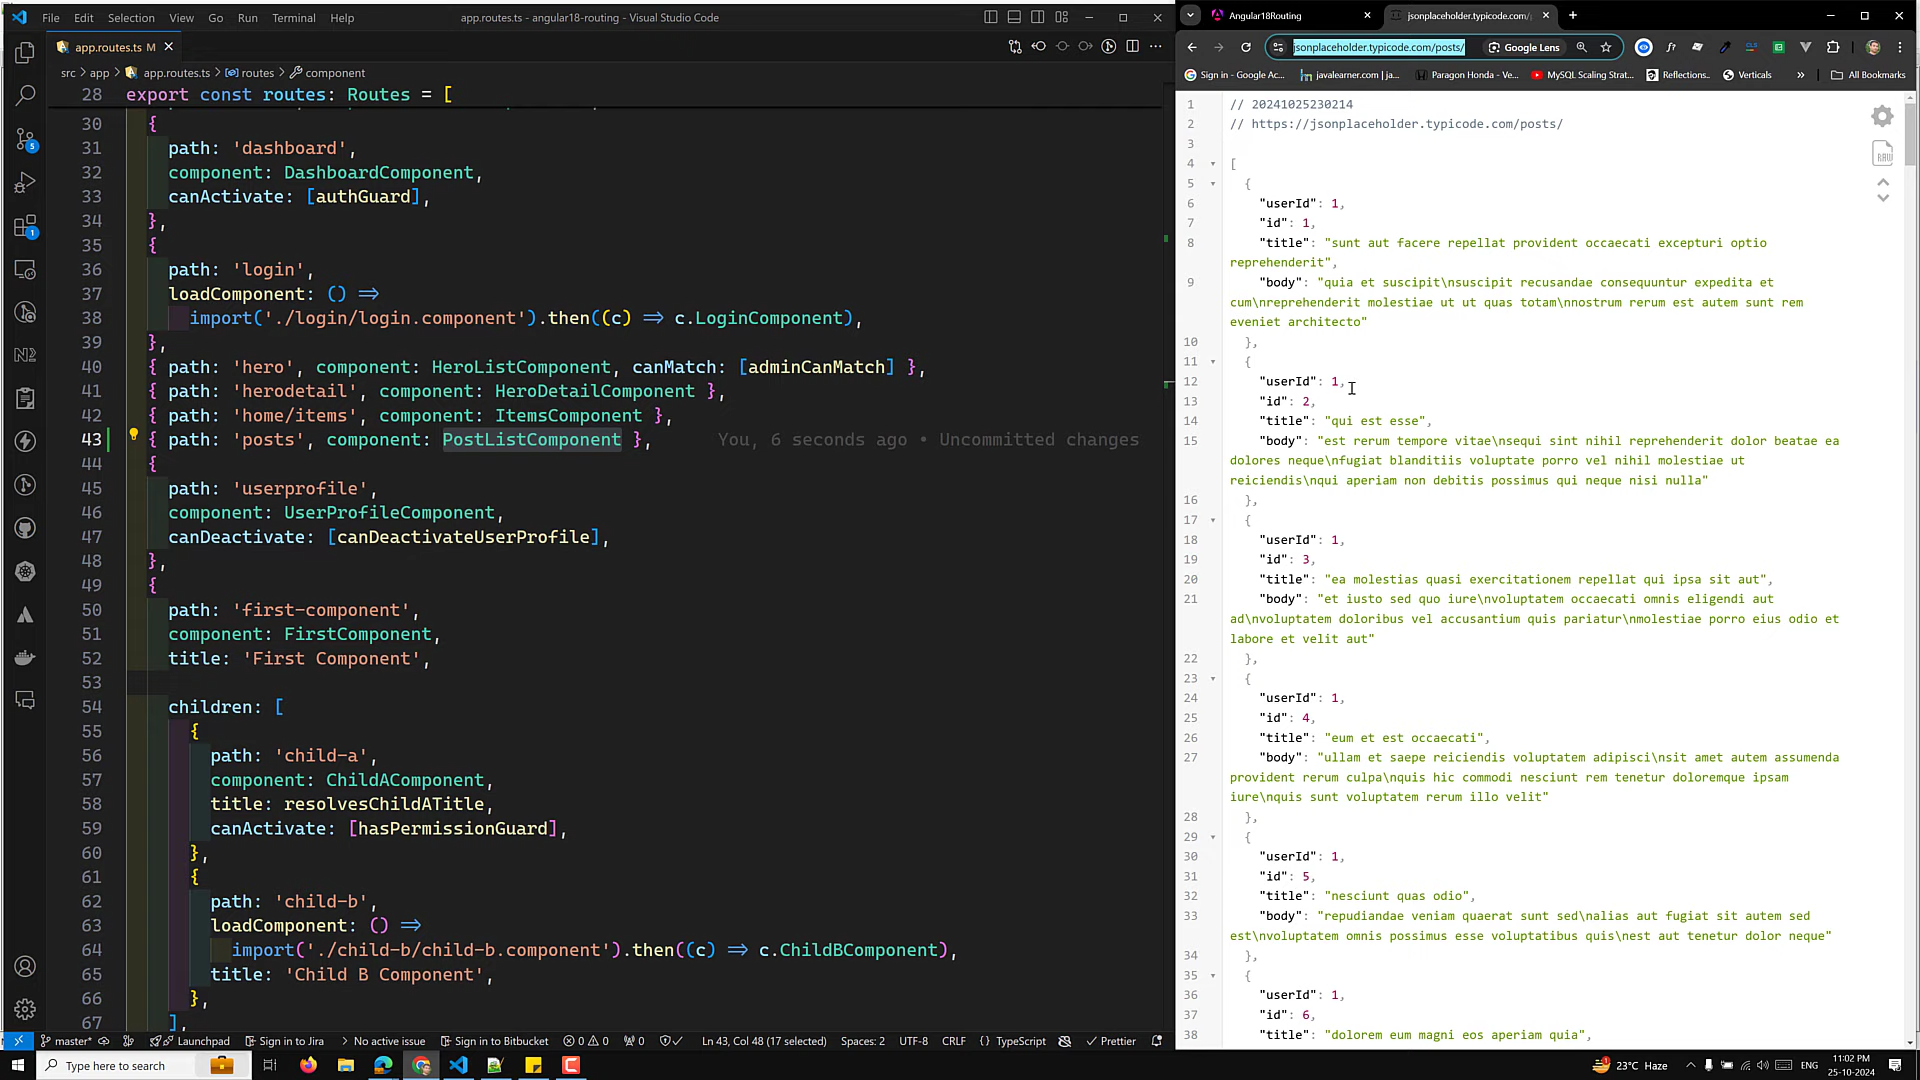 File Edit Selection View Go Run Terminal Help
app.routes.ts - angular18-routing - Visual Studio Code
app.routes.ts M
src > app > app.routes.ts > routes > component
28 export const routes: Routes = [
30 {
31 path: 'dashboard',
32 component: DashboardComponent,
33 canActivate: [authGuard],
34 },
35 {
36 path: 'login',
37 loadComponent: () =>
38 import('./login/login.component').then((c) => c.LoginComponent),
39 },
40 { path: 'hero', component: HeroListComponent, canMatch: [adminCanMatch] },
41 { path: 'herodetail', component: HeroDetailComponent },
42 { path: 'home/items', component: ItemsComponent },
43 { path: 'posts', component: PostListComponent }, You, 6 seconds ago • Uncommitted changes
44 {
45 path: 'userprofile',
46 component: UserProfileComponent,
47 canDeactivate: [canDeactivateUserProfile],
48 },
49 {
50 path: 'first-component',
51 component: FirstComponent,
52 title: 'First Component',
53
54 children: [
55 {
56 path: 'child-a',
57 component: ChildAComponent,
58 title: resolvesChildATitle,
59 canActivate: [hasPermissionGuard],
60 },
61 {
62 path: 'child-b',
63 loadComponent: () =>
64 import('./child-b/child-b.component').then((c) => c.ChildBComponent),
65 title: 'Child B Component',
66 },
67 ],
5
1
N2
master* Launchpad Sign in to Jira No active issue Sign in to Bitbucket 0 0 0 Ln 43, Col 48 (17 selected) Spaces: 2 UTF-8 CRLF {} TypeScript Prettier
Angular18Routing
jsonplaceholder.typicode.com/
jsonplaceholder.typicode.com/posts/ Google Lens
Sign in - Google Ac... javalearner.com | ja... Paragon Honda - Ve... MySQL Scaling Strat... Reflections.. Verticals » All Bookmarks
1 // 20241025230214
2 // https://jsonplaceholder.typicode.com/posts/
3
4 [
5 {
6 "userId": 1,
7 "id": 1,
8 "title": "sunt aut facere repellat provident occaecati excepturi optio
reprehenderit",
9 "body": "quia et suscipit\nsuscipit recusandae consequuntur expedita et
cum\nreprehenderit molestiae ut ut quas totam\nnostrum rerum est autem sunt rem
eveniet architecto"
10 },
11 {
12 "userId": 1,
13 "id": 2,
14 "title": "qui est esse",
15 "body": "est rerum tempore vitae\nsequi sint nihil reprehenderit dolor beatae ea
dolores neque\nfugiat blanditiis voluptate porro vel nihil molestiae ut
reiciendis\nqui aperiam non debitis possimus qui neque nisi nulla"
16 },
17 {
18 "userId": 1,
19 "id": 3,
20 "title": "ea molestias quasi exercitationem repellat qui ipsa sit aut",
21 "body": "et iusto sed quo iure\nvoluptatem occaecati omnis eligendi aut
ad\nvoluptatem doloribus vel accusantium quis pariatur\nmolestiae porro eius odio et
labore et velit aut"
22 },
23 {
24 "userId": 1,
25 "id": 4,
26 "title": "eum et est occaecati",
27 "body": "ullam et saepe reiciendis voluptatem adipisci\nsit amet autem assumenda
provident rerum culpa\nquis hic commodi nesciunt rem tenetur doloremque ipsam
iure\nquis sunt voluptatem rerum illo velit"
28 },
29 {
30 "userId": 1,
31 "id": 5,
32 "title": "nesciunt quas odio",
33 "body": "repudiandae veniam quaerat sunt sed\nalias aut fugiat sit autem sed
est\nvoluptatem omnis possimus esse voluptatibus quis\nest aut tenetur dolor neque"
34 },
35 {
36 "userId": 1,
37 "id": 6,
38 "title": "dolorem eum magni eos aperiam quia",
RAW
Type here to search
23°C Haze ENG 11:02 PM
25-10-2024